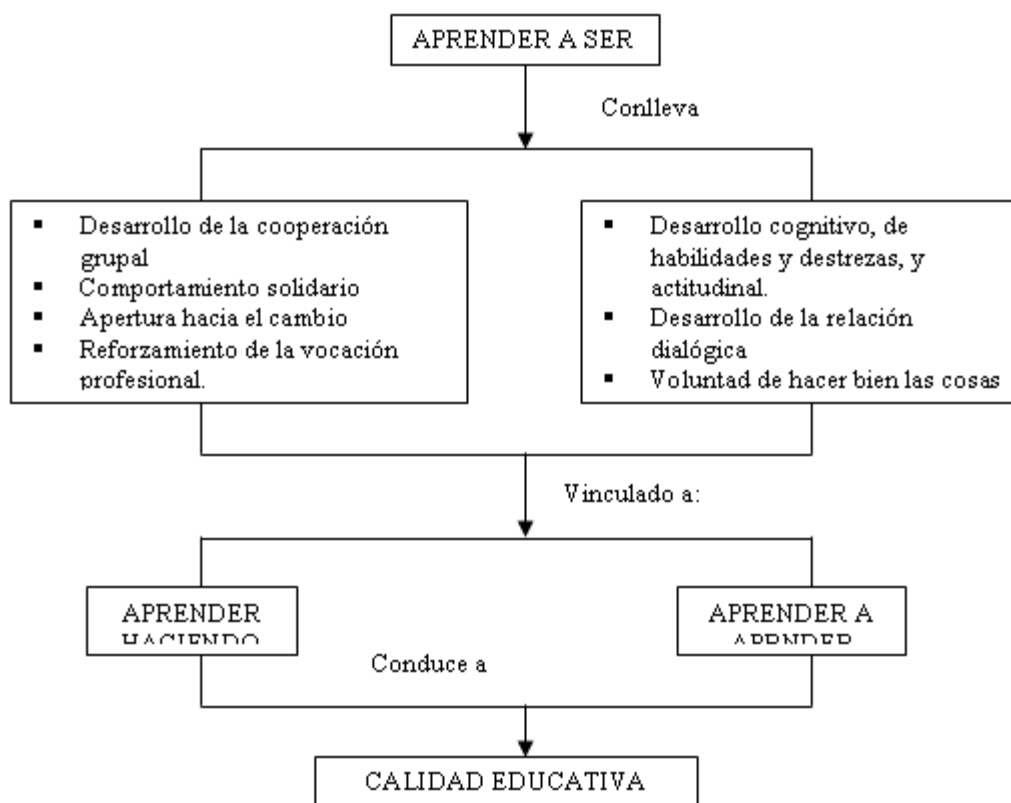 APRENDER A SER
Conlleva
▪ Desarrollo de la cooperación
grupal
▪ Comportamiento solidario
▪ Apertura hacia el cambio
▪ Reforzamiento de la vocación
profesional.
▪ Desarrollo cognitivo, de
habilidades y destrezas, y
actitudinal.
▪ Desarrollo de la relación
dialógica
▪ Voluntad de hacer bien las cosas
Vinculado a:
APRENDER
HACIENDO
APRENDER A
APRENDER
Conduce a
CALIDAD EDUCATIVA